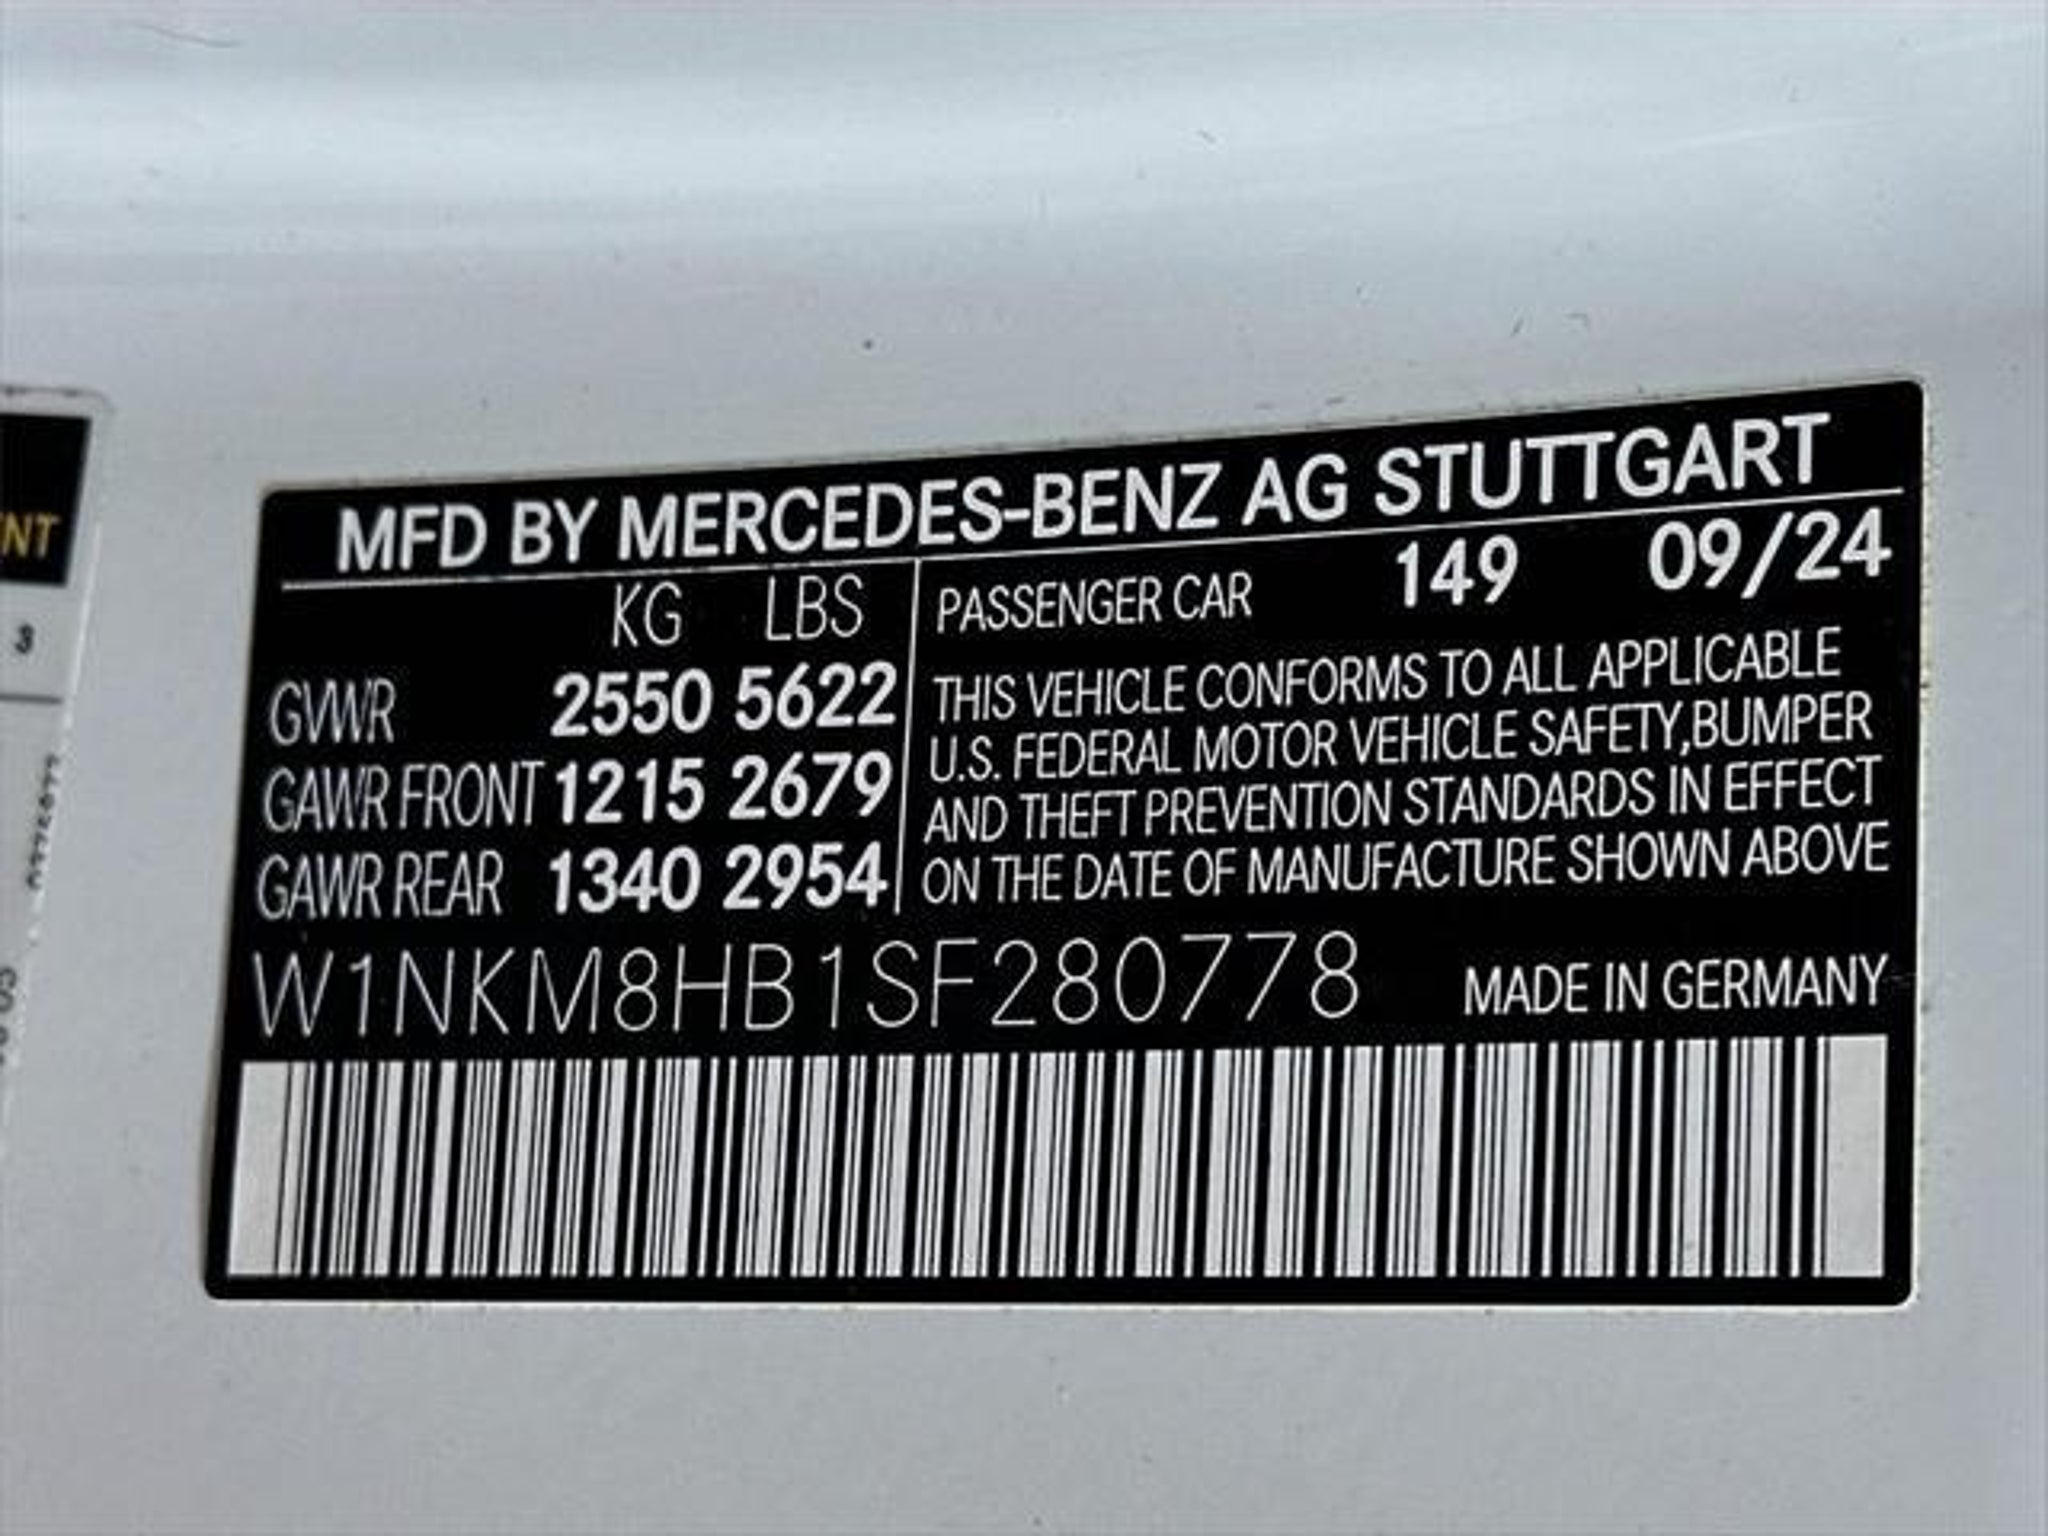 MFD BY MERCEDES-BENZ AG STUTTGART
KG LBS
GVWR 2550 5622
GAWR FRONT 1215 2679
GAWR REAR 1340 2954
PASSENGER CAR 149 09/24
THIS VEHICLE CONFORMS TO ALL APPLICABLE
U.S. FEDERAL MOTOR VEHICLE SAFETY,BUMPER
AND THEFT PREVENTION STANDARDS IN EFFECT
ON THE DATE OF MANUFACTURE SHOWN ABOVE
W1NKM8HB1SF280778 MADE IN GERMANY
NT
3